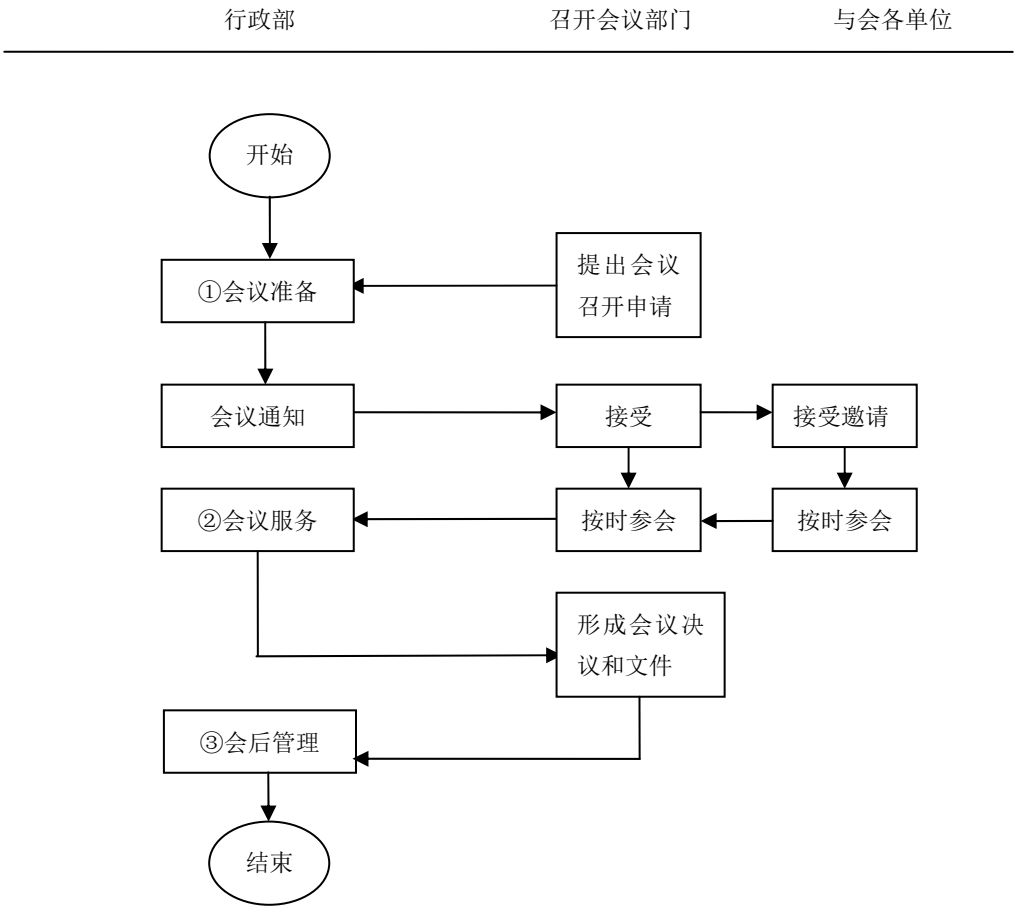 行政部
召开会议部门
与会各单位
开始
提出会议
召开申请
①会议准备
会议通知
接受
接受邀请
②会议服务
按时参会
按时参会
形成会议决
议和文件
③会后管理
结束